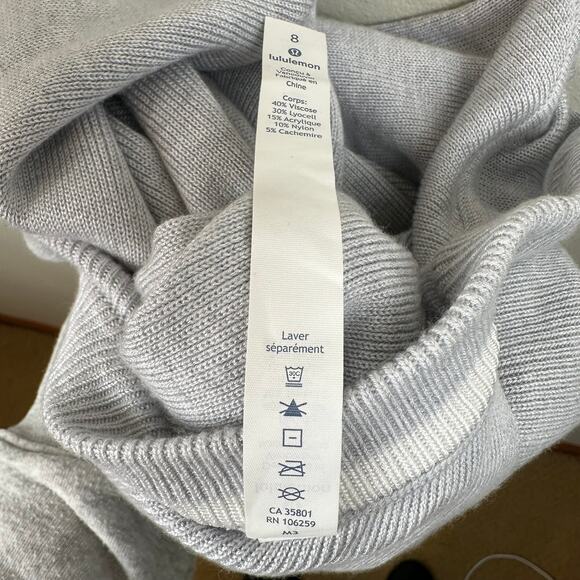 8
lululemon
Conçu à
Vancouver
Fabriqué en
Chine
Corps:
40% Viscose
30% Lyocell
15% Acrylique
10% Nylon
5% Cachemire
Laver
séparément
30C
CA 35801
RN 106259